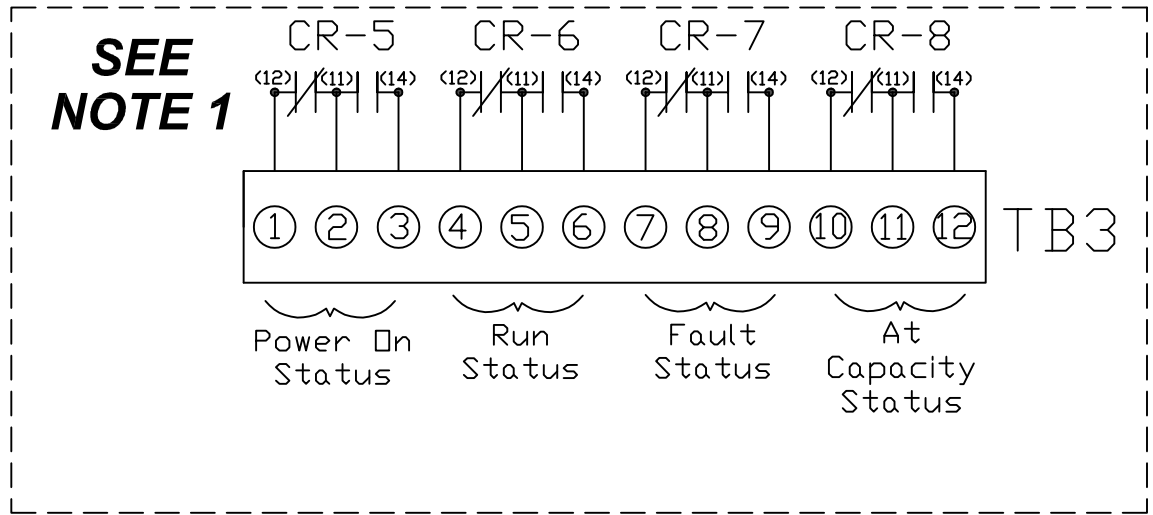 SEE
NOTE 1
CR-5 CR-6 CR-7 CR-8
(12) (11) (14) (12) (11) (14) (12) (11) (14) (12) (11) (14)
1 2 3 4 5 6 7 8 9 10 11 12 TB3
Power On
Status
Run
Status
Fault
Status
At
Capacity
Status